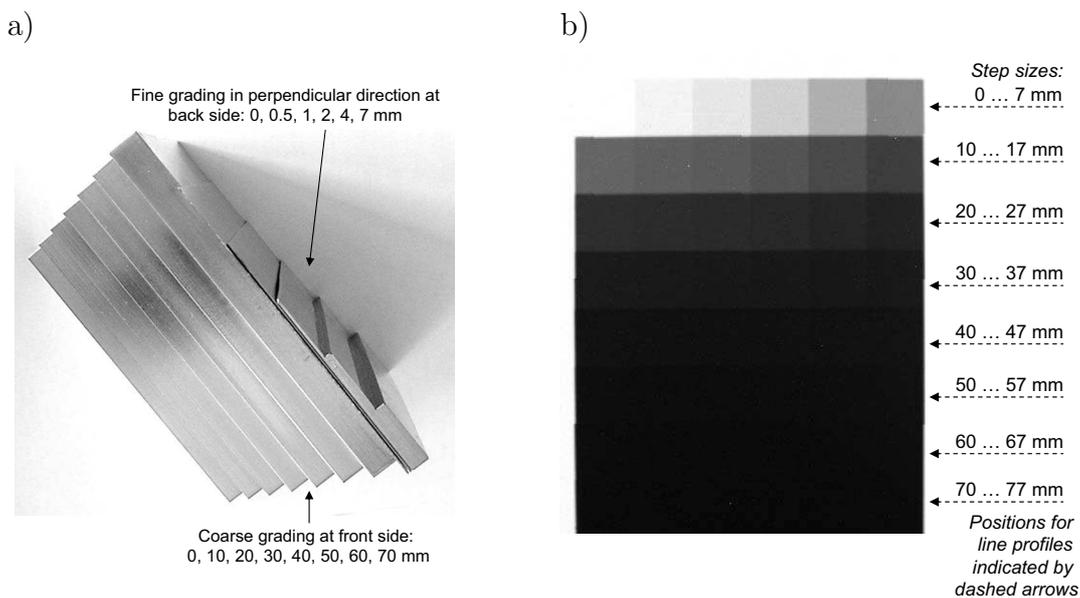 a)
Fine grading in perpendicular direction at
back side: 0, 0.5, 1, 2, 4, 7 mm
Coarse grading at front side:
0, 10, 20, 30, 40, 50, 60, 70 mm
b)
Step sizes:
0 ... 7 mm
10 ... 17 mm
20 ... 27 mm
30 ... 37 mm
40 ... 47 mm
50 ... 57 mm
60 ... 67 mm
70 ... 77 mm
Positions for
line profiles
indicated by
dashed arrows